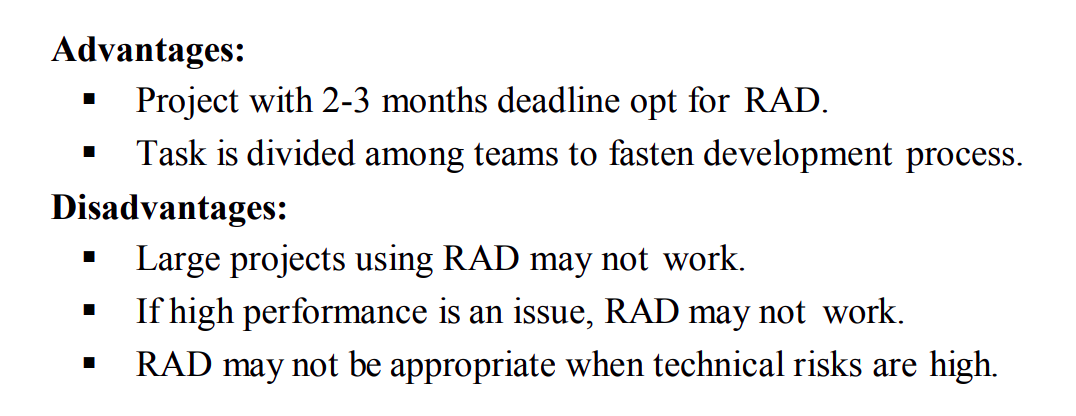 Advantages:
▪ Project with 2-3 months deadline opt for RAD.
▪ Task is divided among teams to fasten development process.
Disadvantages:
▪ Large projects using RAD may not work.
▪ If high performance is an issue, RAD may not work.
▪ RAD may not be appropriate when technical risks are high.